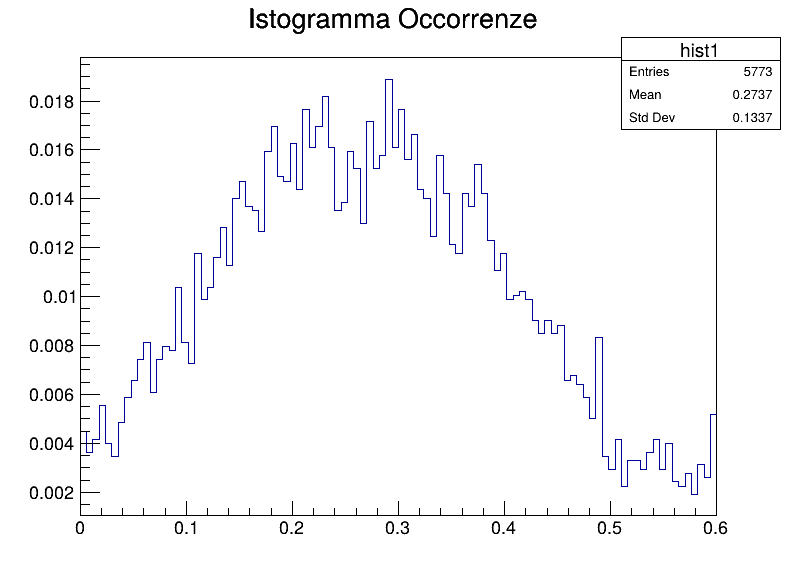 Istogramma Occorrenze
hist1
Entries 5773
Mean 0.2737
Std Dev 0.1337
0.018
0.016
0.014
0.012
0.01
0.008
0.006
0.004
0.002
0 0.1 0.2 0.3 0.4 0.5 0.6